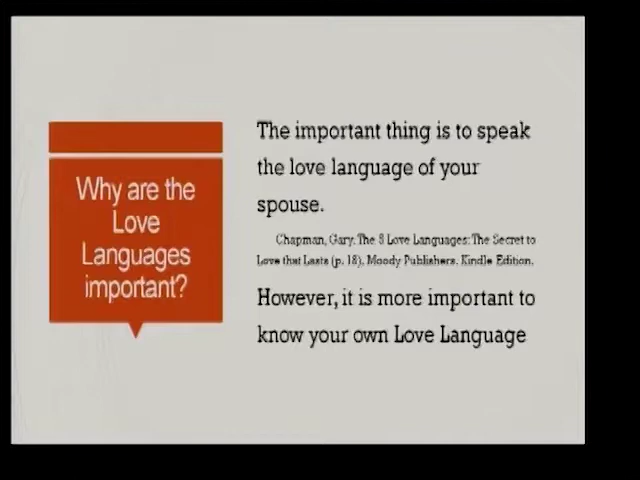 Why are the
Love
Languages
important?
The important thing is to speak
the love language of your
spouse.
Chapman, Gary. The 5 Love Languages: The Secret to
Love that Lasts (p. 18). Moody Publishers. Kindle Edition.
However, it is more important to
know your own Love Language